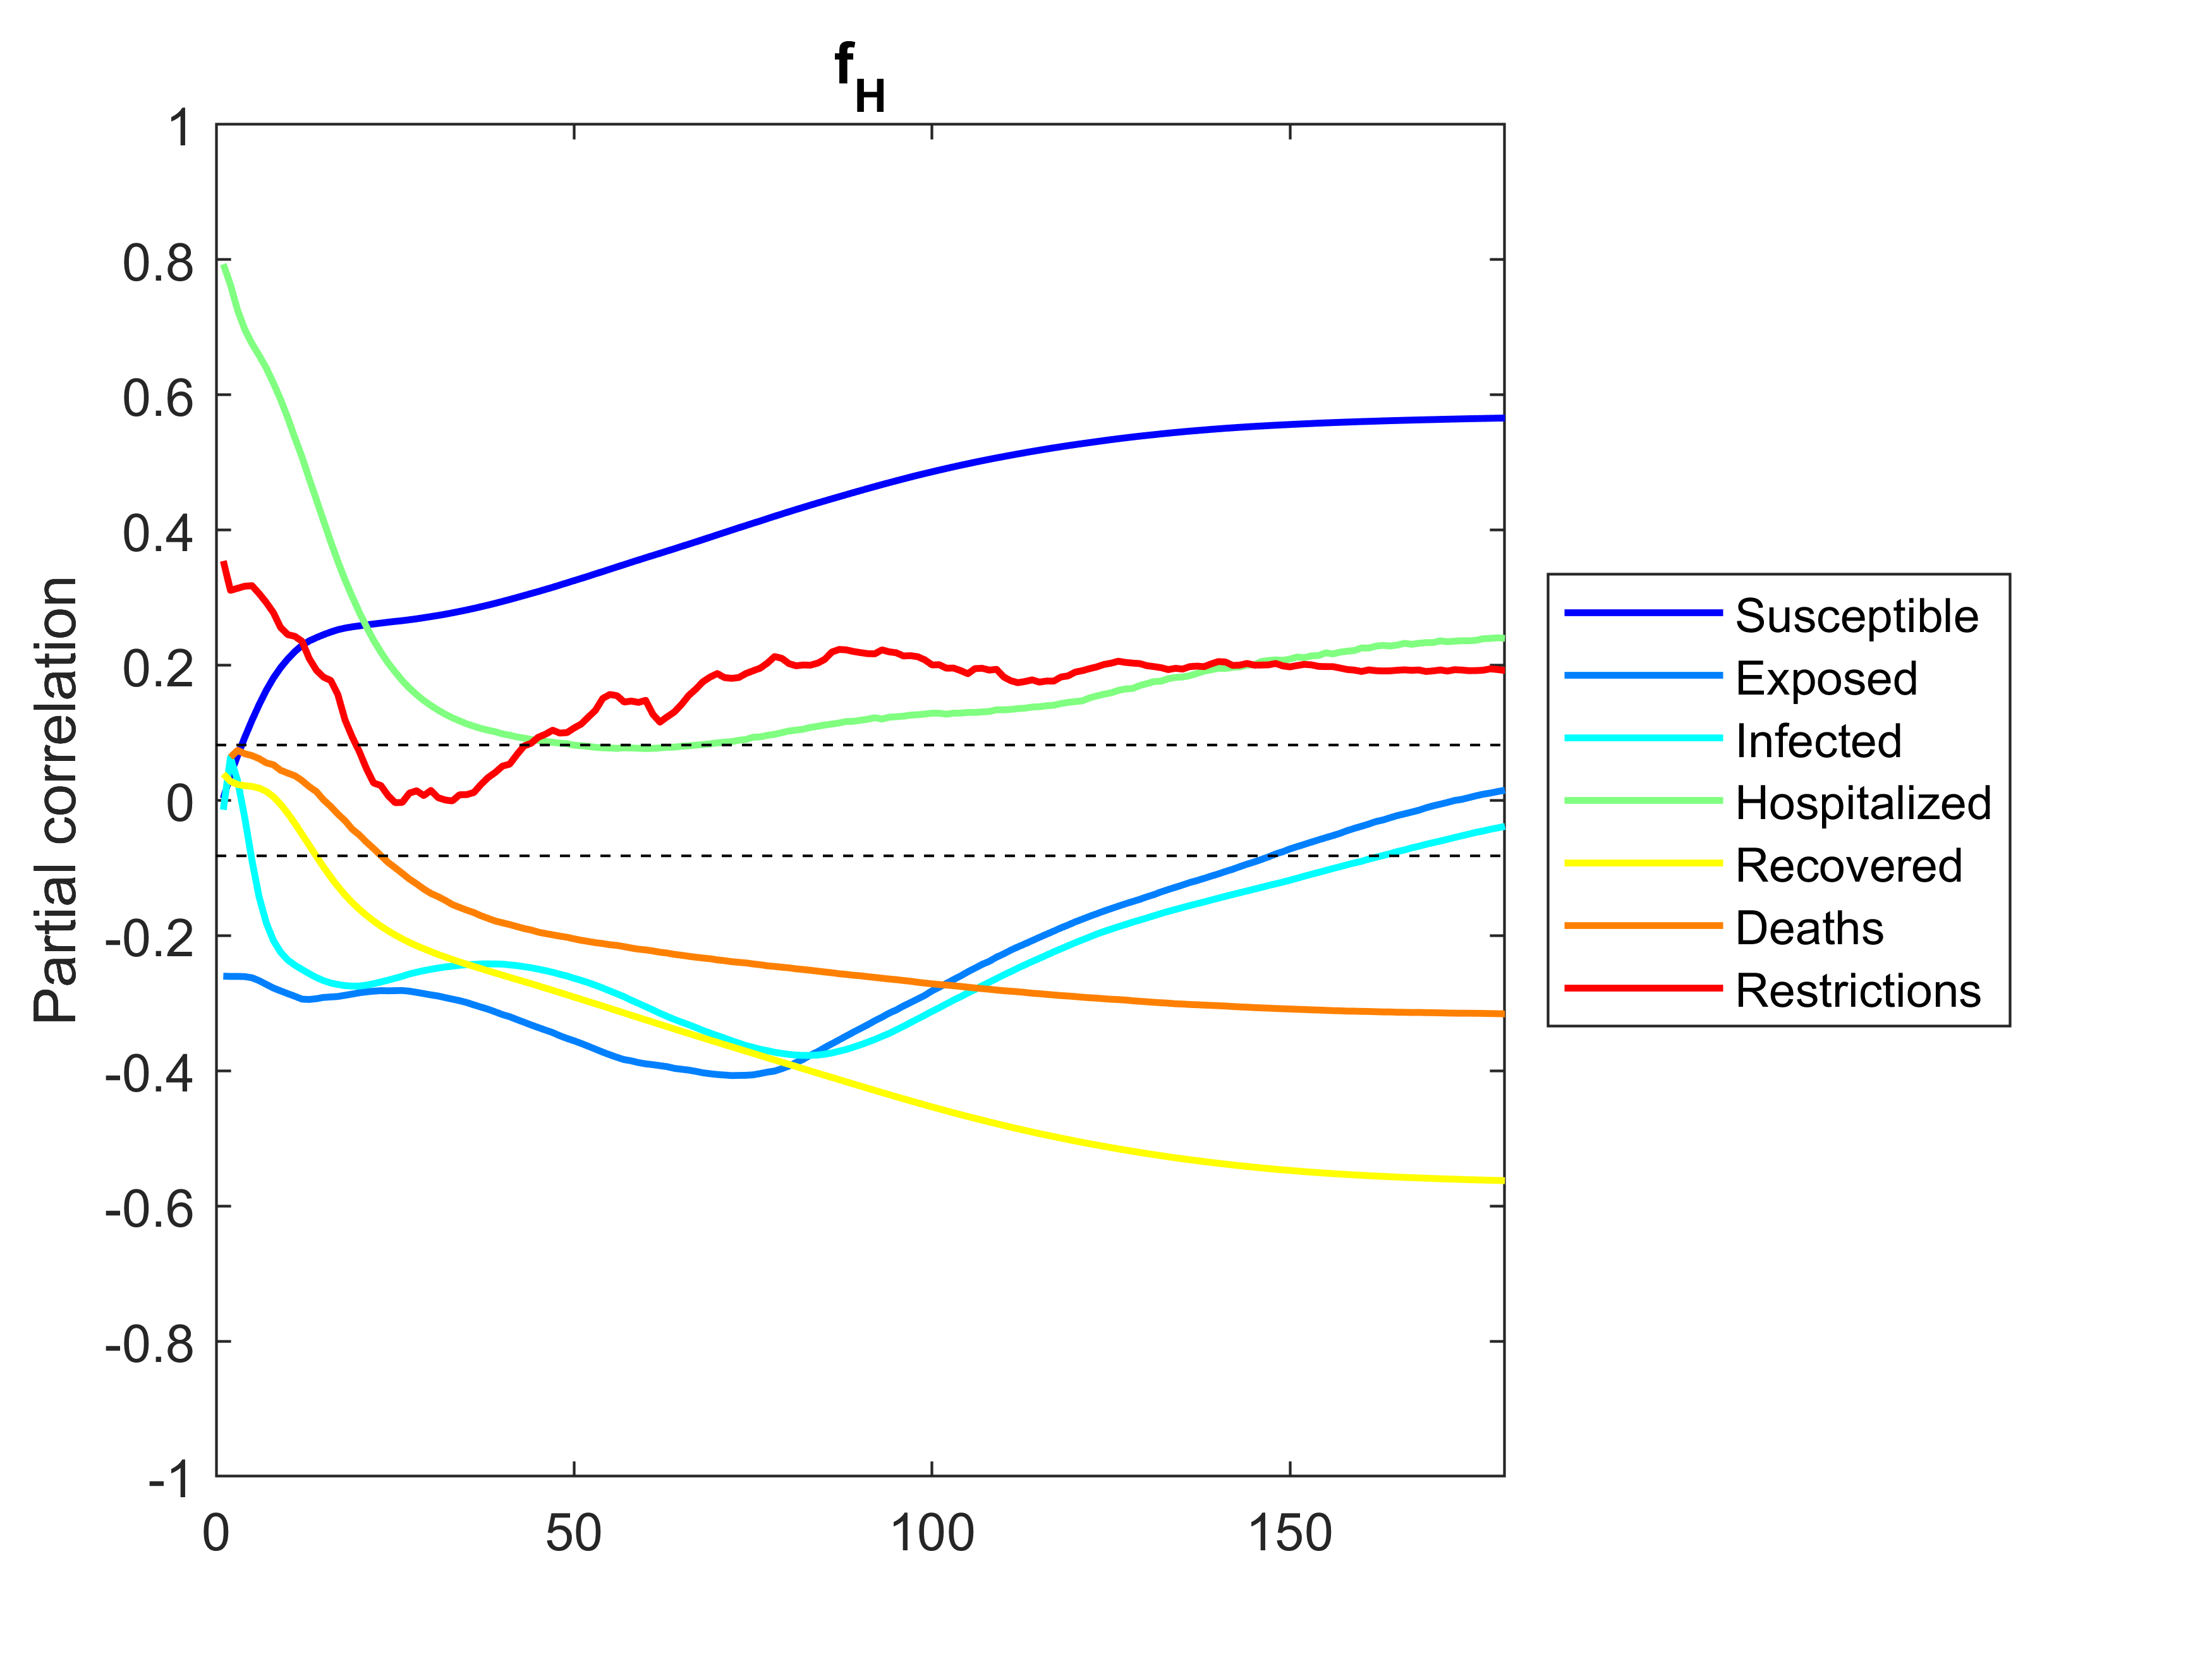 f_H
1
0.8
0.6
0.4
0.2
0
-0.2
-0.4
-0.6
-0.8
-1
Partial correlation
0 50 100 150
Susceptible
Exposed
Infected
Hospitalized
Recovered
Deaths
Restrictions